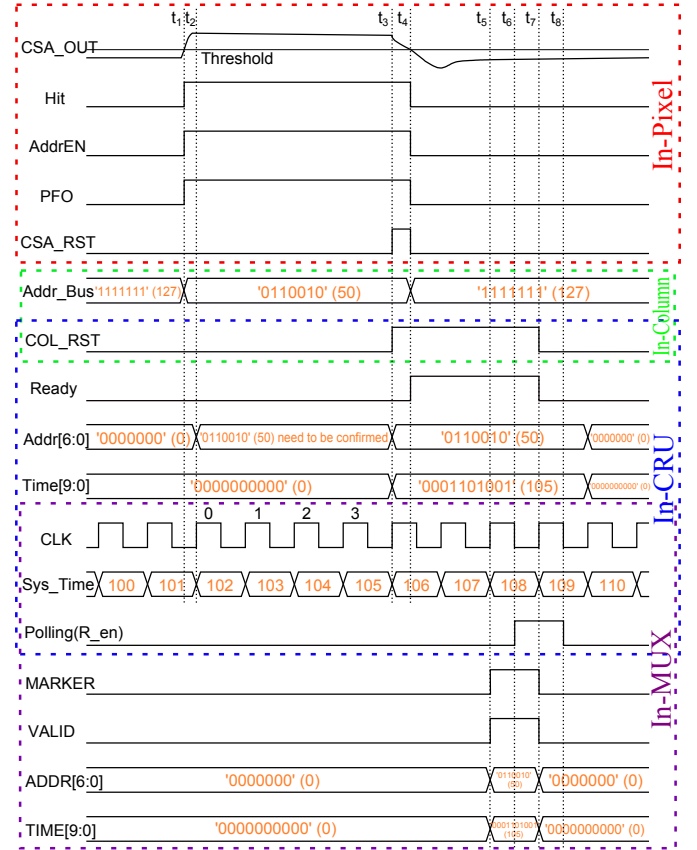 t1 t2 t3 t4 t5 t6 t7 t8
CSA_OUT
Threshold
Hit
AddrEN
PFO
CSA_RST
In-Pixel
Addr_Bus '1111111' (127) '0110010' (50) '1111111' (127)
COL_RST
In-Column
Ready
Addr[6:0] '0000000' (0) '0110010' (50) need to be confirmed '0110010' (50) '0000000' (0)
Time[9:0] '0000000000' (0) '0001101001 (105) '0000000000' (0)
In-CRU
0 1 2 3
CLK
Sys_Time 100 101 102 103 104 105 106 107 108 109 110
Polling(R_en)
In-MUX
MARKER
VALID
ADDR[6:0] '0000000' (0) '0110010' (50) '0000000' (0)
TIME[9:0] '0000000000' (0) '0001101001' (105) '0000000000' (0)